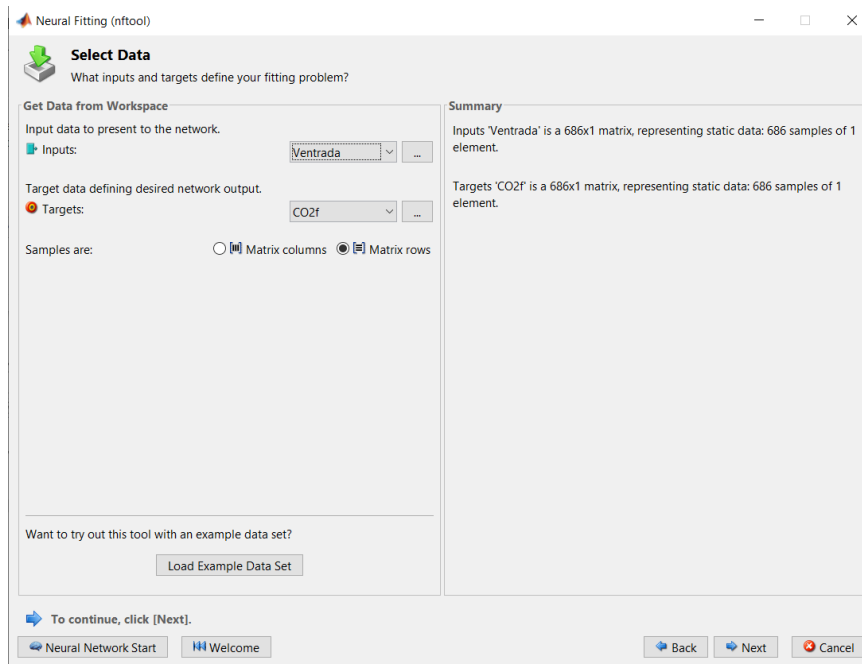 Neural Fitting (nftool)
Select Data
What inputs and targets define your fitting problem?
Get Data from Workspace
Input data to present to the network.
Inputs:
Ventrada
...
Target data defining desired network output.
Targets:
CO2f
...
Samples are:
Matrix columns
Matrix rows
Want to try out this tool with an example data set?
Load Example Data Set
Summary
Inputs 'Ventrada' is a 686x1 matrix, representing static data: 686 samples of 1
element.
Targets 'CO2f' is a 686x1 matrix, representing static data: 686 samples of 1
element.
To continue, click [Next].
Neural Network Start
Welcome
Back
Next
Cancel